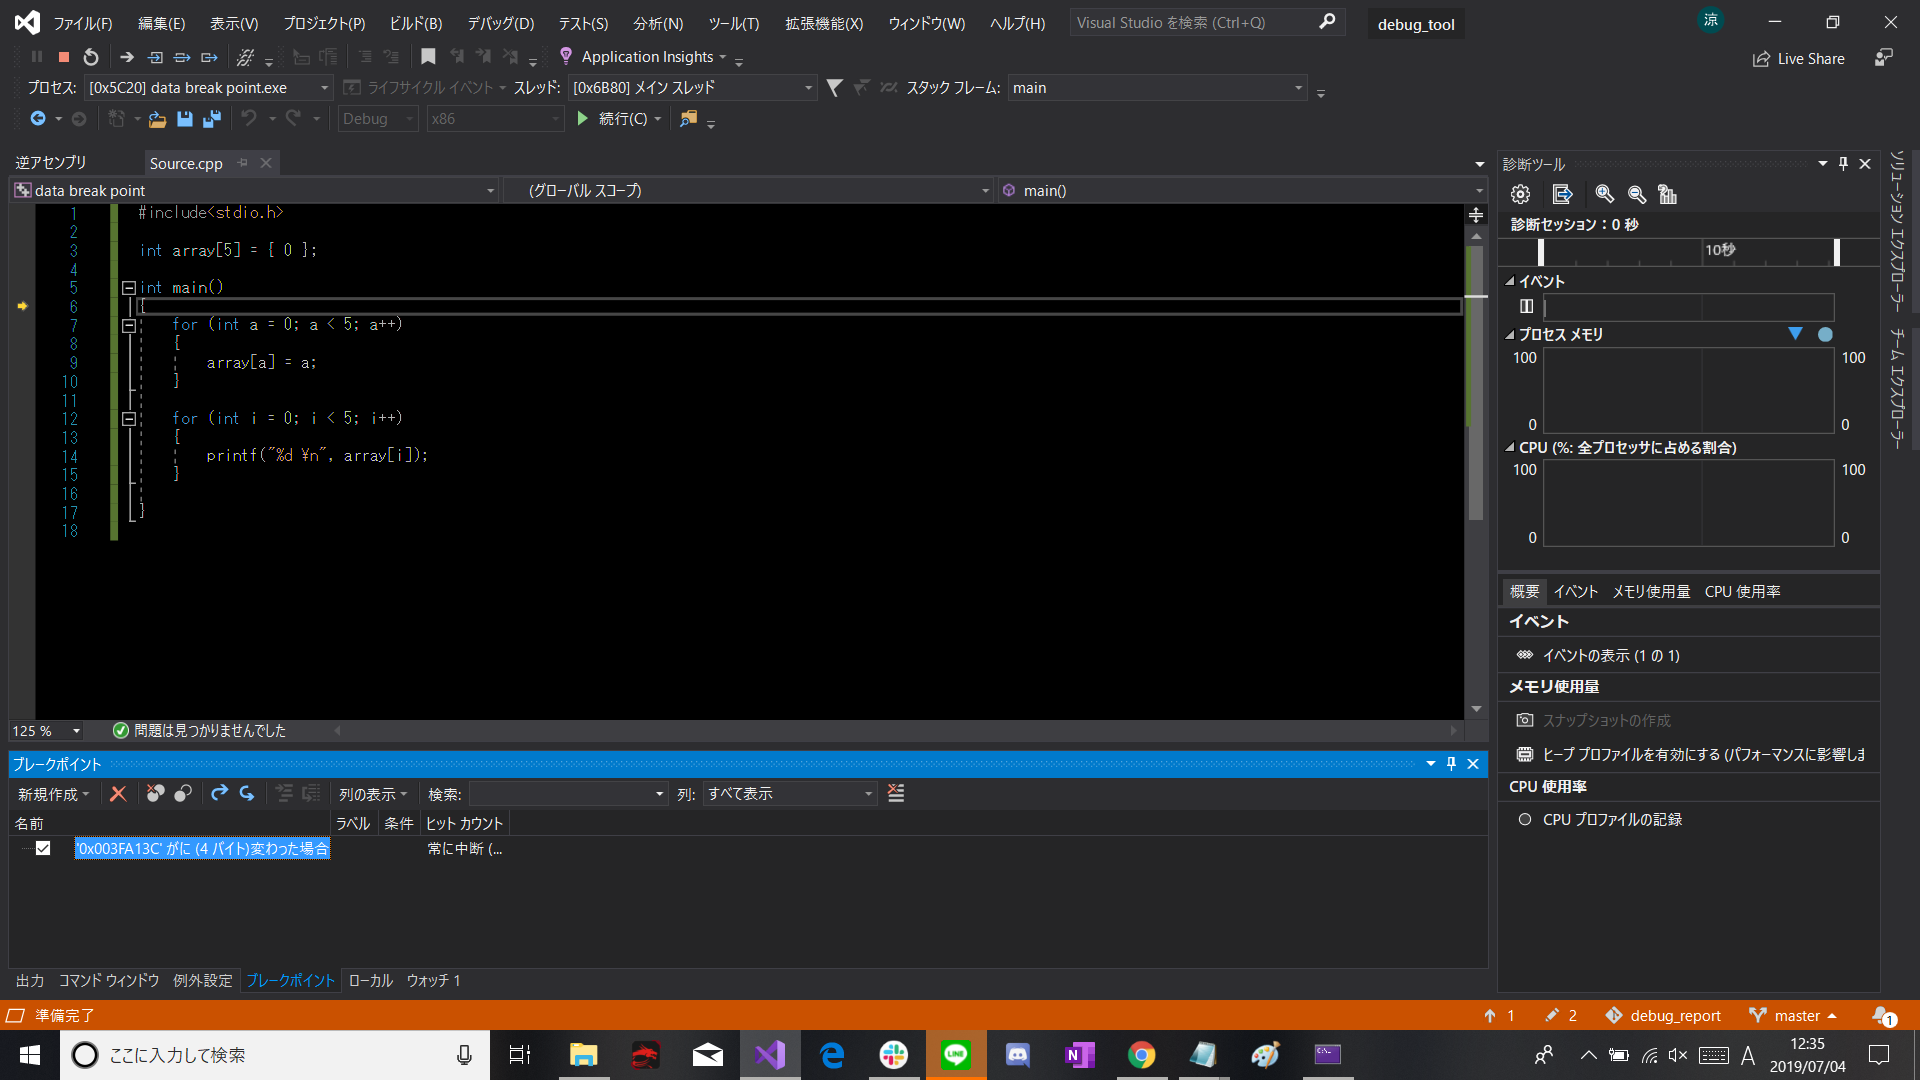 ファイル(F) 編集(E) 表示(V) プロジェクト(P) ビルド(B) デバッグ(D) テスト(S) 分析(N) ツール(T) 拡張機能(X) ウィンドウ(W) ヘルプ(H) Visual Studio を検索 (Ctrl+Q) debug_tool 涼
Application Insights Live Share
プロセス: [0x5C20] data break point.exe ライフサイクル イベント スレッド: [0x6B80] メイン スレッド スタック フレーム: main
Debug x86 続行(C)
逆アセンブリ Source.cpp
data break point (グローバル スコープ) main()
1 #include<stdio.h>
2
3 int array[5] = { 0 };
4
5 int main()
6 {
7 for (int a = 0; a < 5; a++)
8 {
9 array[a] = a;
10 }
11
12 for (int i = 0; i < 5; i++)
13 {
14 printf("%d ¥n", array[i]);
15 }
16
17 }
18
125 % 問題は見つかりませんでした
ブレークポイント
新規作成 列の表示 検索: 列: すべて表示
名前 ラベル 条件 ヒット カウント
'0x003FA13C' がに (4 バイト)変わった場合 常に中断 (...
出力 コマンド ウィンドウ 例外設定 ブレークポイント ローカル ウォッチ 1
診断ツール
診断セッション : 0 秒
10秒
イベント
プロセス メモリ
100 100
0 0
CPU (%: 全プロセッサに占める割合)
100 100
0 0
概要 イベント メモリ使用量 CPU 使用率
イベント
イベントの表示 (1 の 1)
メモリ使用量
スナップショットの作成
ヒープ プロファイルを有効にする (パフォーマンスに影響しま
CPU 使用率
CPU プロファイルの記録
ソリューション エクスプローラー
チーム エクスプローラー
準備完了 1 2 debug_report master 1
ここに入力して検索 LINE A 12:35
2019/07/04